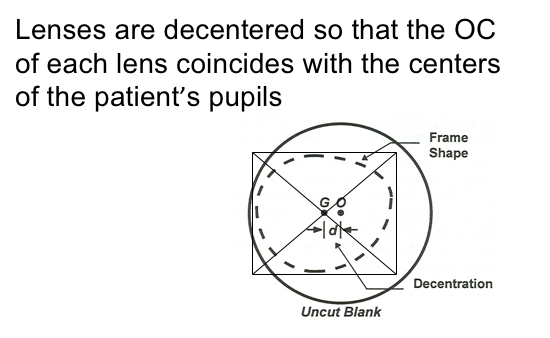 Lenses are decentered so that the OC
of each lens coincides with the centers
of the patient's pupils
Frame
Shape
G O
d
Decentration
Uncut Blank